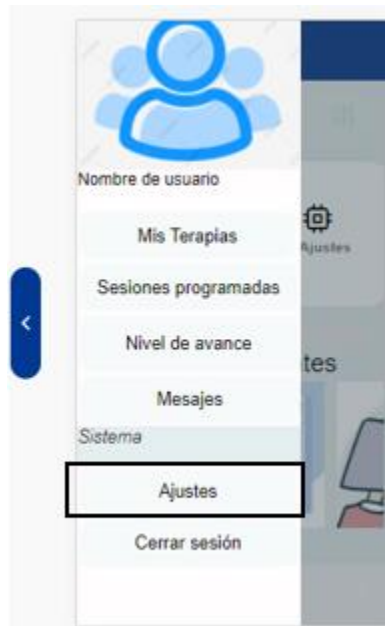 Nombre de usuario
Mis Terapias
Ajustes
Sesiones programadas
Nivel de avance
tes
Mesajes
Sistema
Ajustes
Cerrar sesión